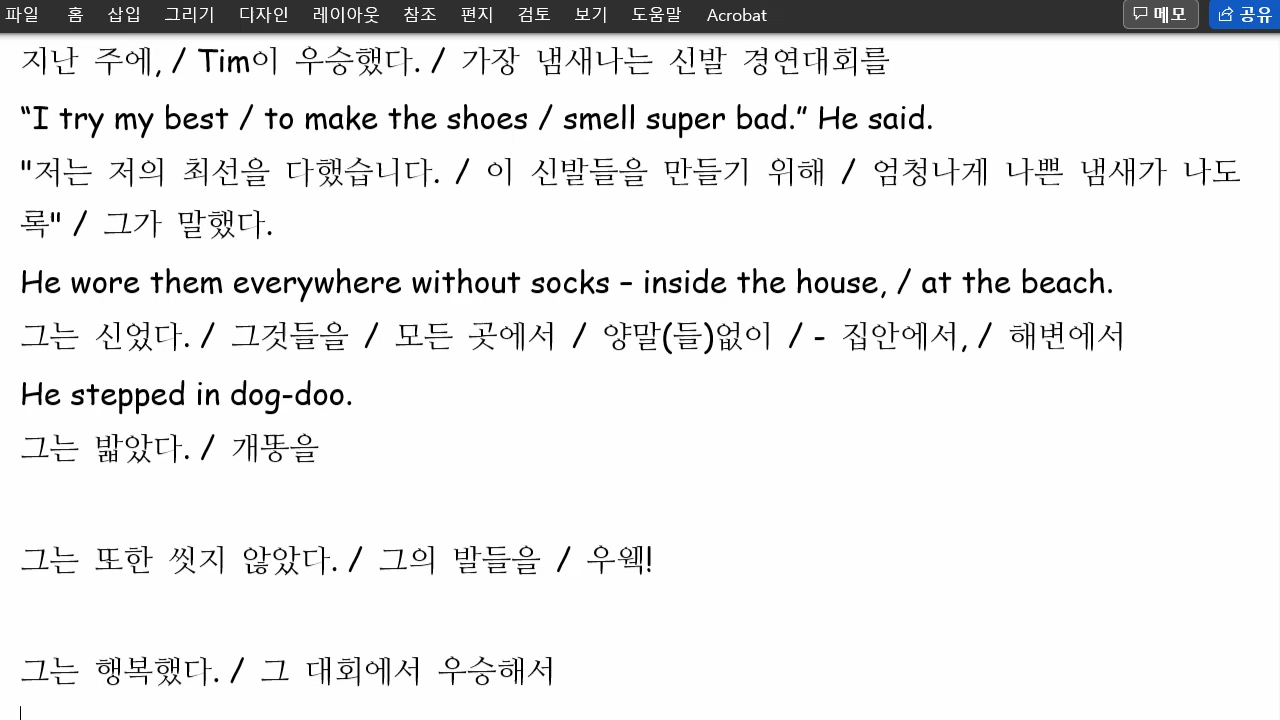 파일 홈 삽입 그리기 디자인 레이아웃 참조 편지 검토 보기 도움말 Acrobat 메모 공유
지난 주에, / Tim이 우승했다. / 가장 냄새나는 신발 경연대회를
“I try my best / to make the shoes / smell super bad.” He said.
"저는 저의 최선을 다했습니다. / 이 신발들을 만들기 위해 / 엄청나게 나쁜 냄새가 나도
록" / 그가 말했다.
He wore them everywhere without socks – inside the house, / at the beach.
그는 신었다. / 그것들을 / 모든 곳에서 / 양말(들)없이 / - 집안에서, / 해변에서
He stepped in dog-doo.
그는 밟았다. / 개똥을
그는 또한 씻지 않았다. / 그의 발들을 / 우웩!
그는 행복했다. / 그 대회에서 우승해서